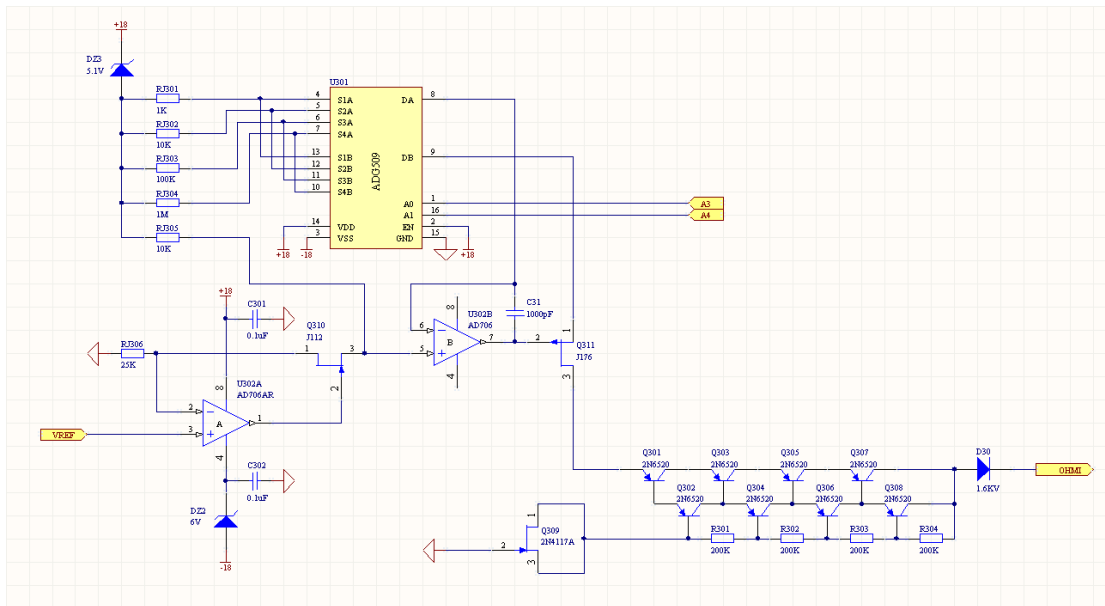 +18
DZ3
5.1V
RJ301
1K
RJ302
10K
RJ303
100K
RJ304
1M
RJ305
10K
U301
ADG509
4 S1A
5 S2A
6 S3A
7 S4A
13 S1B
12 S2B
11 S3B
10 S4B
14 VDD
3 VSS
DA 8
DB 9
A0 1
A1 16
EN 2
GND 15
+18
-18
+18
A3
A4
+18
C301
0.1uF
RJ306
25K
Q310
J112
1
3
2
U302A
AD706AR
8
2
3
A
1
4
VREF
C302
0.1uF
DZ2
6V
-18
U302B
AD706
8
6
5
B
7
4
C31
1000pF
2
1
Q311
J176
3
Q301
2N6520
Q303
2N6520
Q305
2N6520
Q307
2N6520
D30
1.6KV
OHMI
Q302
2N6520
Q304
2N6520
Q306
2N6520
Q308
2N6520
R301
200K
R302
200K
R303
200K
R304
200K
1
Q309
2N4117A
2
3